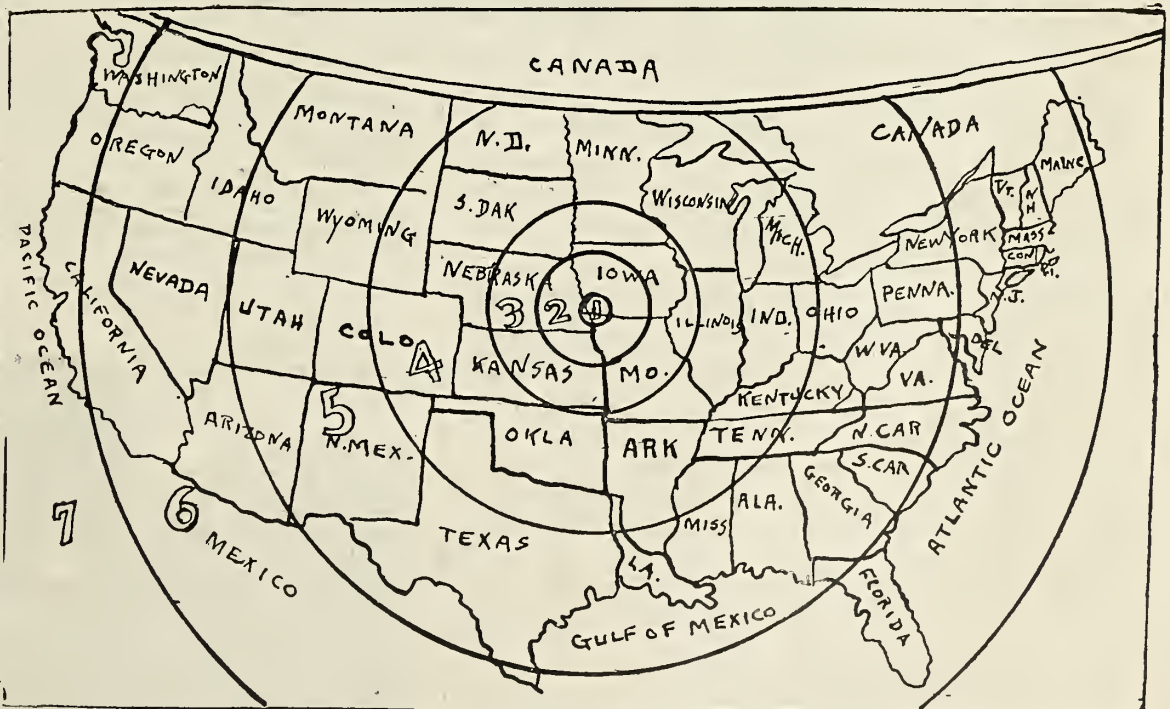 CANADA
WASHINGTON
MONTANA
N.D.
MINN.
CANADA
OREGON
IDAHO
MAINE
WYOMING
S.DAK
WISCONSIN
MICH.
VT.
N
H
NEW YORK
MASS
CON
PACIFIC OCEAN
CALIFORNIA
NEVADA
UTAH
COLO
NEBRASKA
IOWA
ILLINOIS
IND.
OHIO
PENNA.
N.J.
3 2 1
4
KANSAS
MO.
W.VA.
VA.
DEL
KENTUCKY
5
ARIZONA
N.MEX.
OKLA
ARK
TENN.
N.CAR
S.CAR
7
6
MEXICO
TEXAS
LA.
MISS
ALA.
GEORGIA
FLORIDA
ATLANTIC OCEAN
GULF OF MEXICO